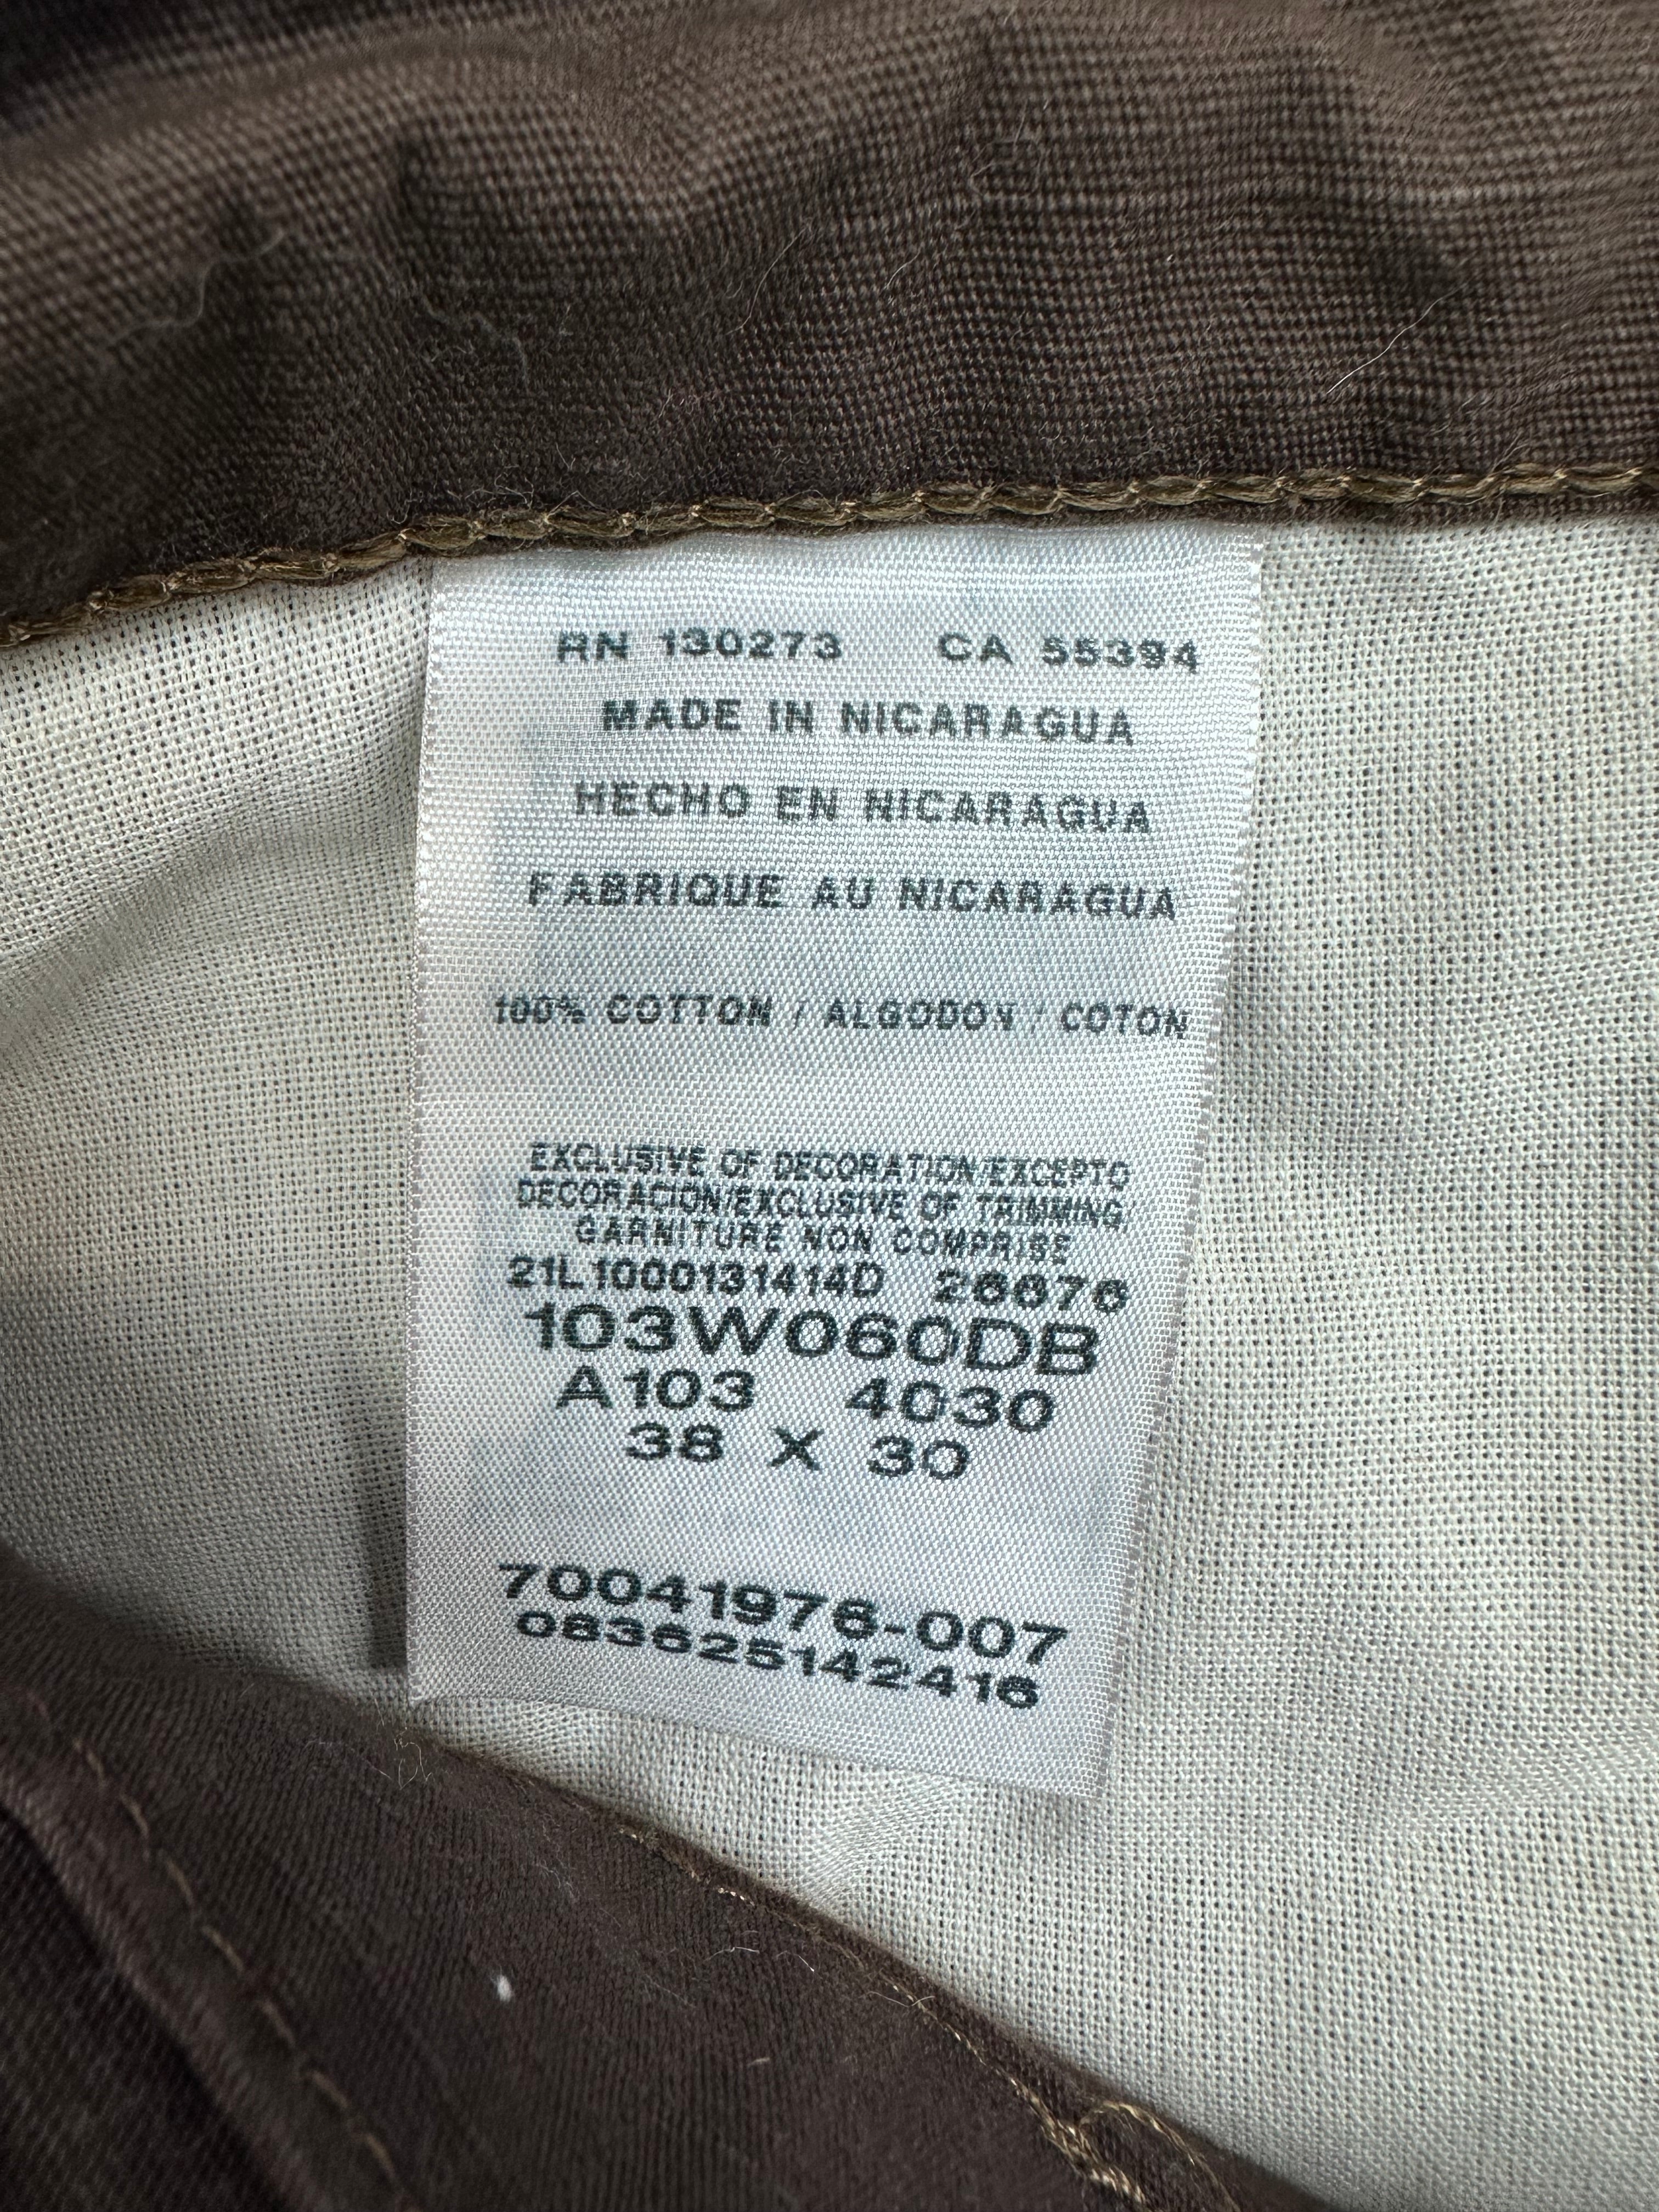 RN 130273 CA 55394
MADE IN NICARAGUA
HECHO EN NICARAGUA
FABRIQUE AU NICARAGUA
100% COTTON / ALGODON / COTON
EXCLUSIVE OF DECORATION/EXCEPTO
DECORACION/EXCLUSIVE OF TRIMMING
GARNITURE NON COMPRISE
21L1000131414D 26676
103W060DB
A103 4030
38 X 30
70041976-007
083625142416